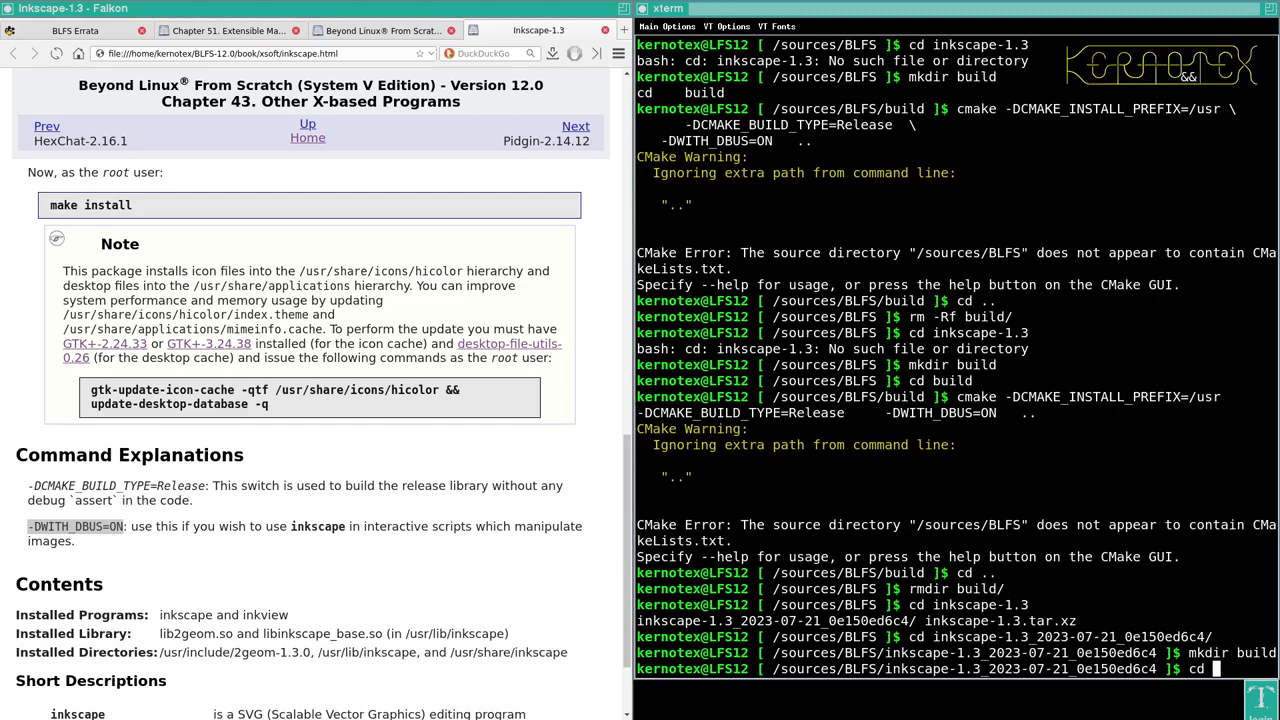 Inkscape-1.3 - Falkon
BLFS Errata
Chapter 51. Extensible Ma...
Beyond Linux® From Scrat...
Inkscape-1.3
file:///home/kernotex/BLFS-12.0/book/xsoft/inkscape.html
DuckDuckGo
Beyond Linux® From Scratch (System V Edition) - Version 12.0
Chapter 43. Other X-based Programs
Prev
Up
Next
HexChat-2.16.1
Home
Pidgin-2.14.12
Now, as the root user:
make install
Note
This package installs icon files into the /usr/share/icons/hicolor hierarchy and
desktop files into the /usr/share/applications hierarchy. You can improve
system performance and memory usage by updating
/usr/share/icons/hicolor/index.theme and
/usr/share/applications/mimeinfo.cache. To perform the update you must have
GTK+-2.24.33 or GTK+-3.24.38 installed (for the icon cache) and desktop-file-utils-
0.26 (for the desktop cache) and issue the following commands as the root user:
gtk-update-icon-cache -qtf /usr/share/icons/hicolor &&
update-desktop-database -q
Command Explanations
-DCMAKE_BUILD_TYPE=Release: This switch is used to build the release library without any
debug `assert` in the code.
-DWITH_DBUS=ON: use this if you wish to use inkscape in interactive scripts which manipulate
images.
Contents
Installed Programs: inkscape and inkview
Installed Library: lib2geom.so and libinkscape_base.so (in /usr/lib/inkscape)
Installed Directories: /usr/include/2geom-1.3.0, /usr/lib/inkscape, and /usr/share/inkscape
Short Descriptions
inkscape is a SVG (Scalable Vector Graphics) editing program
xterm
Main Options VT Options VT Fonts
KERNOTEX
&&
kernotex@LFS12 [ /sources/BLFS ]$ cd inkscape-1.3
bash: cd: inkscape-1.3: No such file or directory
kernotex@LFS12 [ /sources/BLFS ]$ mkdir build
cd    build
kernotex@LFS12 [ /sources/BLFS/build ]$ cmake -DCMAKE_INSTALL_PREFIX=/usr \
      -DCMAKE_BUILD_TYPE=Release  \
   -DWITH_DBUS=ON   ..
CMake Warning:
  Ignoring extra path from command line:
   ".."
CMake Error: The source directory "/sources/BLFS" does not appear to contain CMa
keLists.txt.
Specify --help for usage, or press the help button on the CMake GUI.
kernotex@LFS12 [ /sources/BLFS/build ]$ cd ..
kernotex@LFS12 [ /sources/BLFS ]$ rm -Rf build/
kernotex@LFS12 [ /sources/BLFS ]$ cd inkscape-1.3
bash: cd: inkscape-1.3: No such file or directory
kernotex@LFS12 [ /sources/BLFS ]$ mkdir build
kernotex@LFS12 [ /sources/BLFS ]$ cd build
kernotex@LFS12 [ /sources/BLFS/build ]$ cmake -DCMAKE_INSTALL_PREFIX=/usr
-DCMAKE_BUILD_TYPE=Release     -DWITH_DBUS=ON   ..
CMake Warning:
  Ignoring extra path from command line:
   ".."
CMake Error: The source directory "/sources/BLFS" does not appear to contain CMa
keLists.txt.
Specify --help for usage, or press the help button on the CMake GUI.
kernotex@LFS12 [ /sources/BLFS/build ]$ cd ..
kernotex@LFS12 [ /sources/BLFS ]$ rmdir build/
kernotex@LFS12 [ /sources/BLFS ]$ cd inkscape-1.3
inkscape-1.3_2023-07-21_0e150ed6c4/ inkscape-1.3.tar.xz
kernotex@LFS12 [ /sources/BLFS ]$ cd inkscape-1.3_2023-07-21_0e150ed6c4/
kernotex@LFS12 [ /sources/BLFS/inkscape-1.3_2023-07-21_0e150ed6c4 ]$ mkdir build
kernotex@LFS12 [ /sources/BLFS/inkscape-1.3_2023-07-21_0e150ed6c4 ]$ cd
T
login